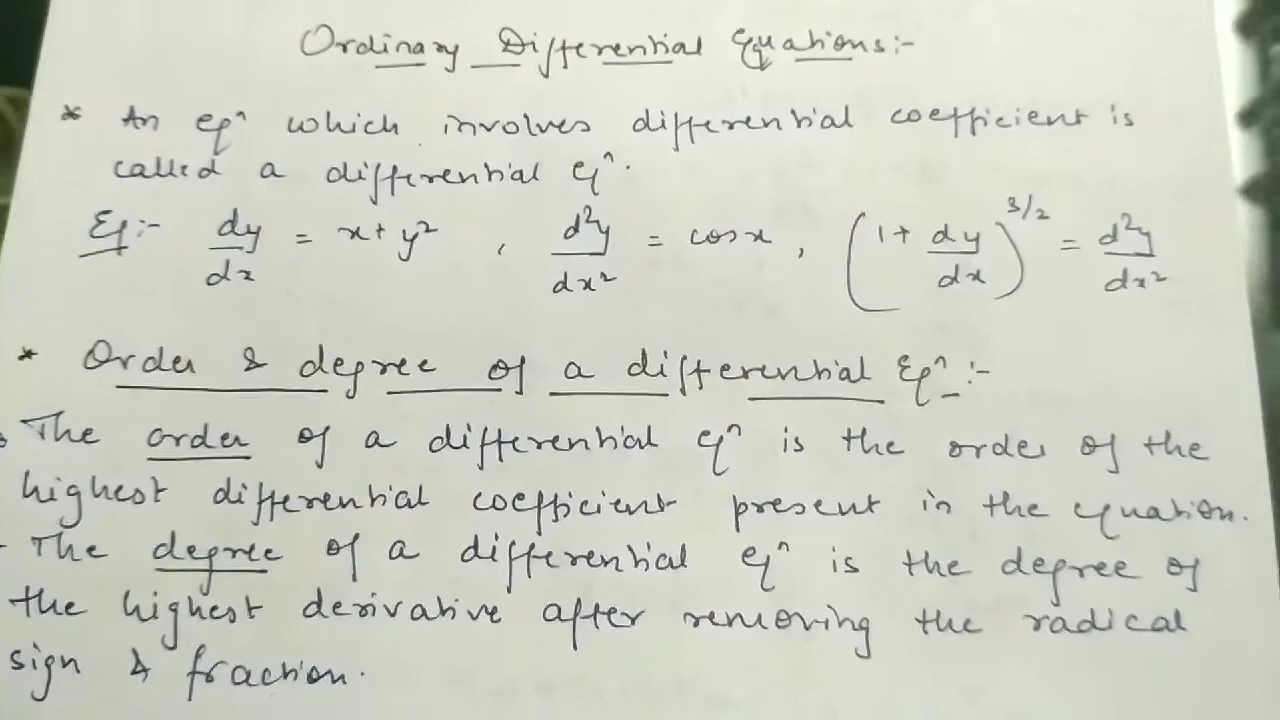 Ordinary Differential Equations:-
* An eqⁿ which involves differential coefficient is
called a differential eqⁿ.
Eg:- dy/dx = x + y² , d²y/dx² = cosx , (1 + dy/dx)^3/2 = d²y/dx²
* Order & degree of a differential Eqⁿ:-
The order of a differential eqⁿ is the order of the
highest differential coefficient present in the equation.
- The degree of a differential eqⁿ is the degree of
the highest derivative after removing the radical
sign & fraction.